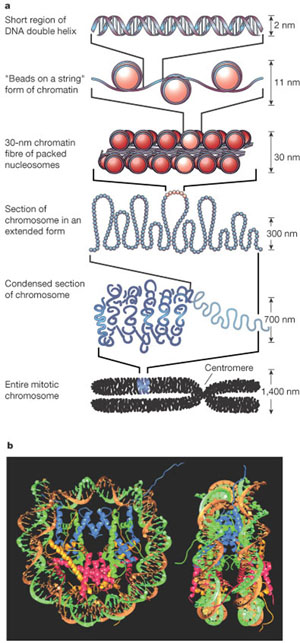 a
Short region of
DNA double helix
2 nm
"Beads on a string"
form of chromatin
11 nm
30-nm chromatin
fibre of packed
nucleosomes
30 nm
Section of
chromosome in an
extended form
300 nm
Condensed section
of chromosome
700 nm
Centromere
Entire mitotic
chromosome
1,400 nm
b